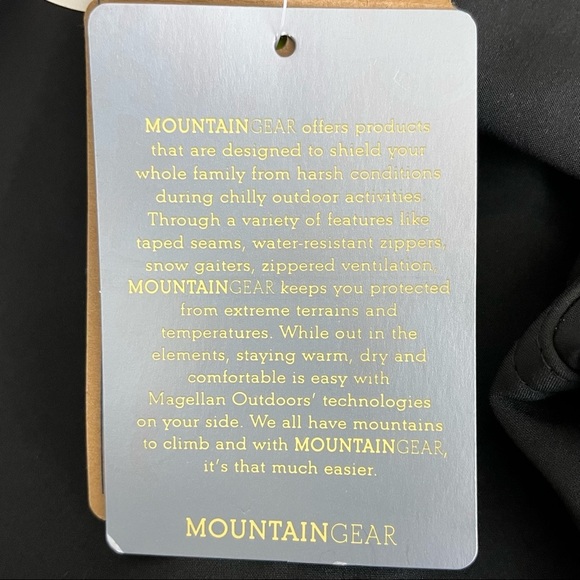 MOUNTAINGEAR offers products
that are designed to shield your
whole family from harsh conditions
during chilly outdoor activities.
Through a variety of features like
taped seams, water-resistant zippers,
snow gaiters, zippered ventilation.
MOUNTAINGEAR keeps you protected
from extreme terrains and
temperatures. While out in the
elements, staying warm, dry and
comfortable is easy with
Magellan Outdoors' technologies
on your side. We all have mountains
to climb and with MOUNTAINGEAR,
it's that much easier.
MOUNTAINGEAR